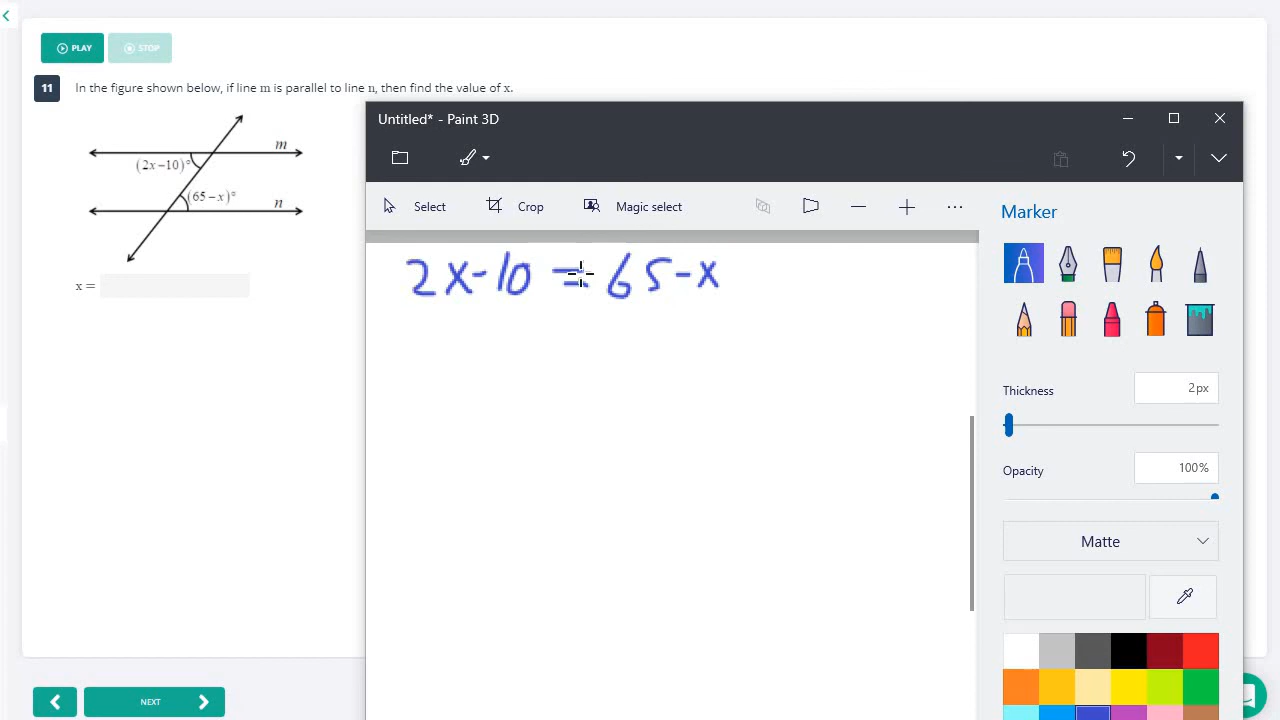 PLAY
STOP
11 In the figure shown below, if line m is parallel to line n, then find the value of x.
m
(2x−10)°
(65−x)°
n
x =
NEXT
Untitled* - Paint 3D
Select
Crop
Magic select
2x-10 = 65-x
Marker
Thickness
2px
Opacity
100%
Matte